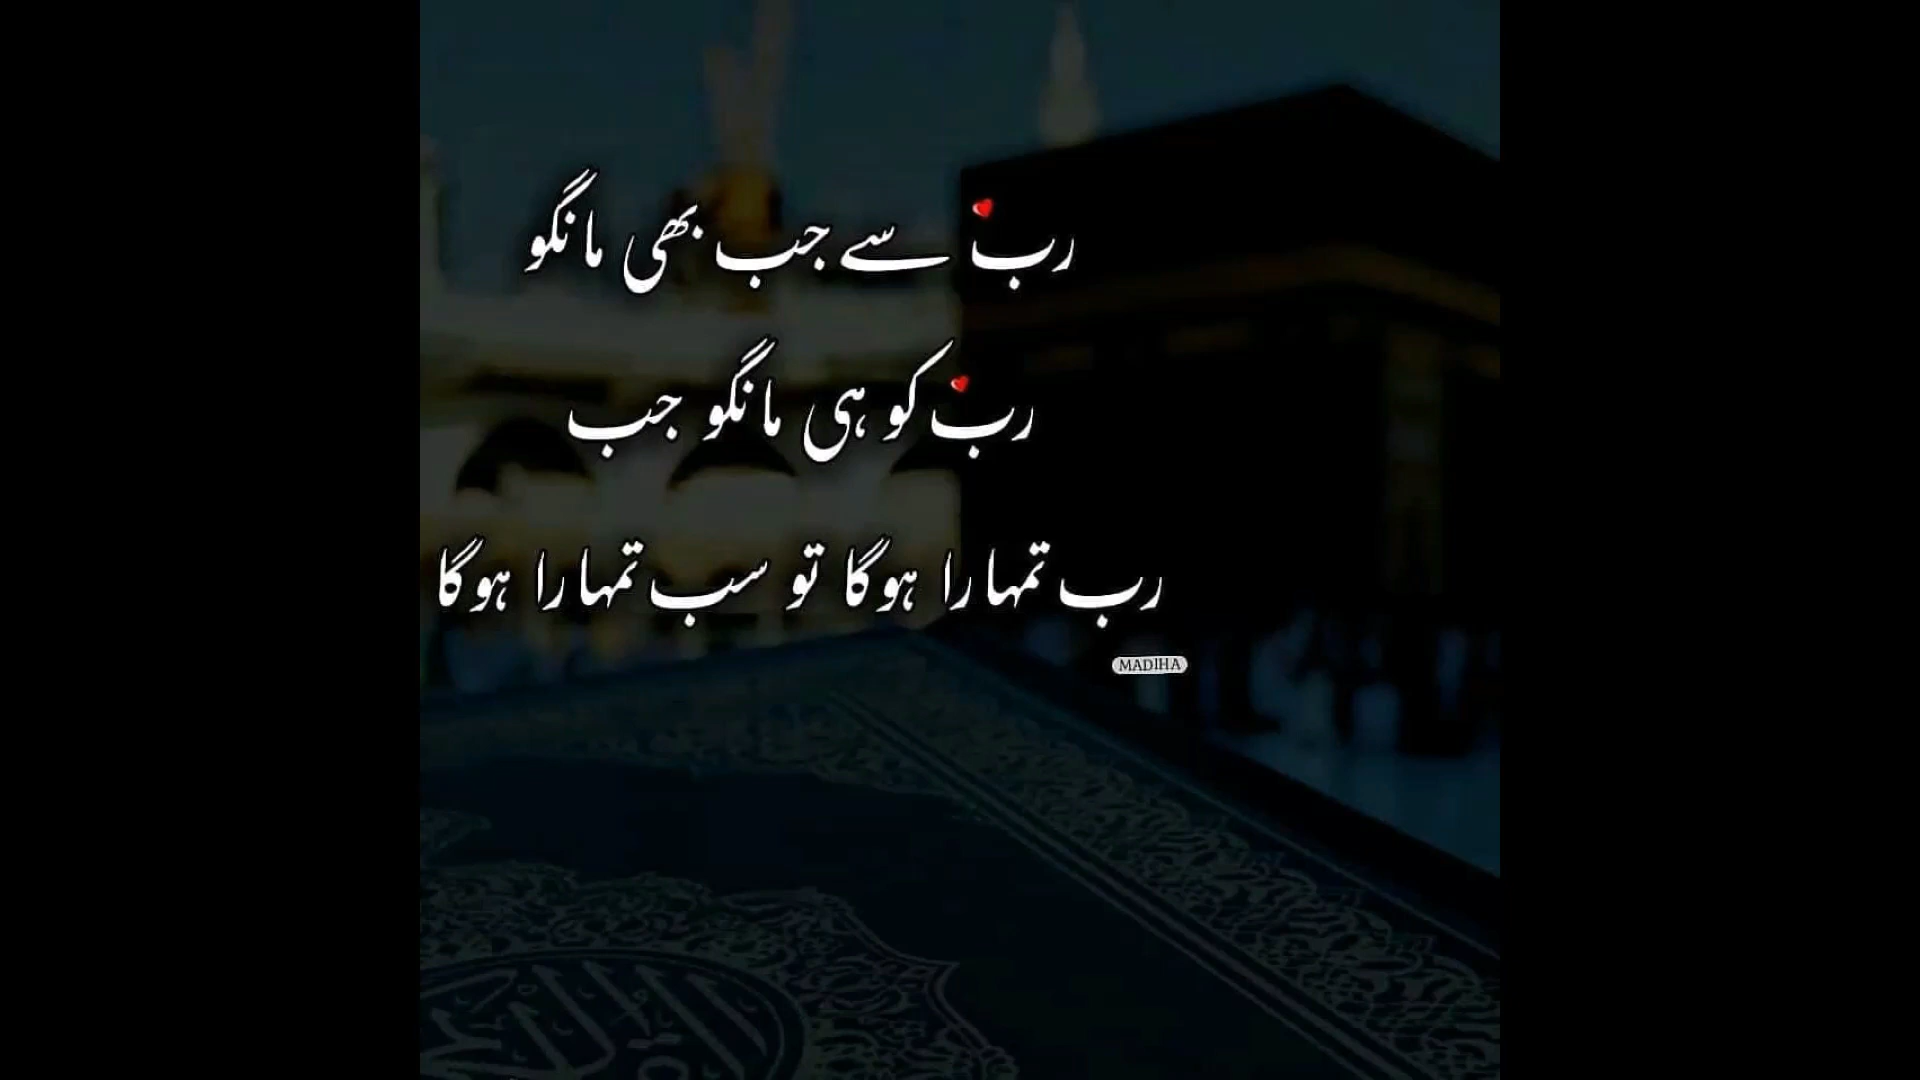 رب سے جب بھی مانگو
رب کو ہی مانگو جب
رب تمہارا ہوگا تو سب تمہارا ہوگا
MADIHA